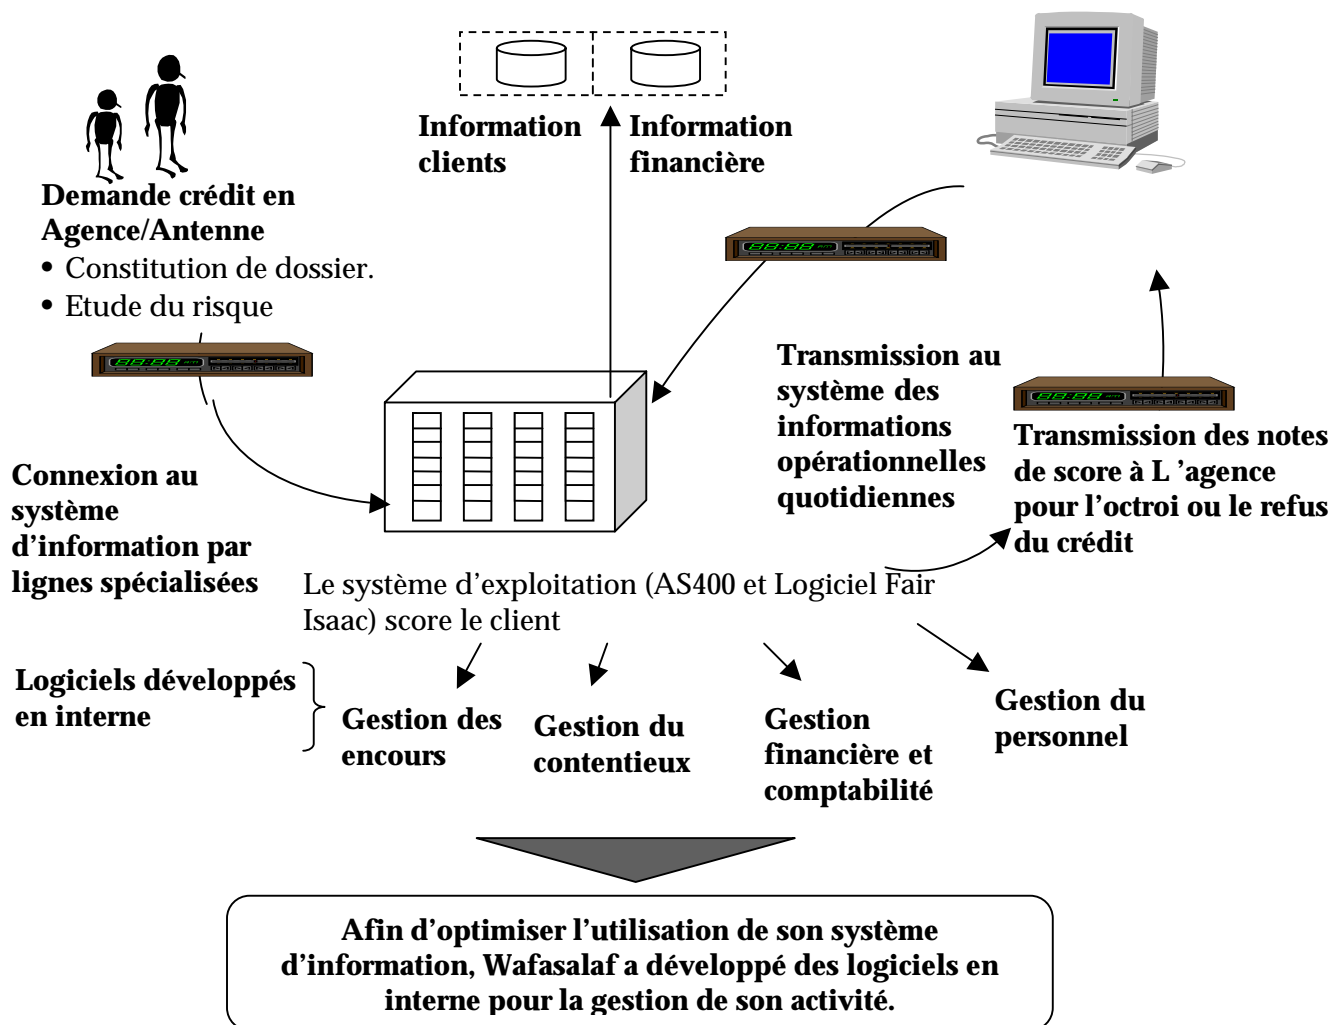 Information
clients
Information
financière
Demande crédit en
Agence/Antenne
• Constitution de dossier.
• Etude du risque
Connexion au
système
d'information par
lignes spécialisées
Transmission au
système des
informations
opérationnelles
quotidiennes
Transmission des notes
de score à L 'agence
pour l'octroi ou le refus
du crédit
Le système d'exploitation (AS400 et Logiciel Fair
Isaac) score le client
Logiciels développés
en interne
Gestion des
encours
Gestion du
contentieux
Gestion
financière et
comptabilité
Gestion du
personnel
Afin d'optimiser l'utilisation de son système
d'information, Wafasalaf a développé des logiciels en
interne pour la gestion de son activité.